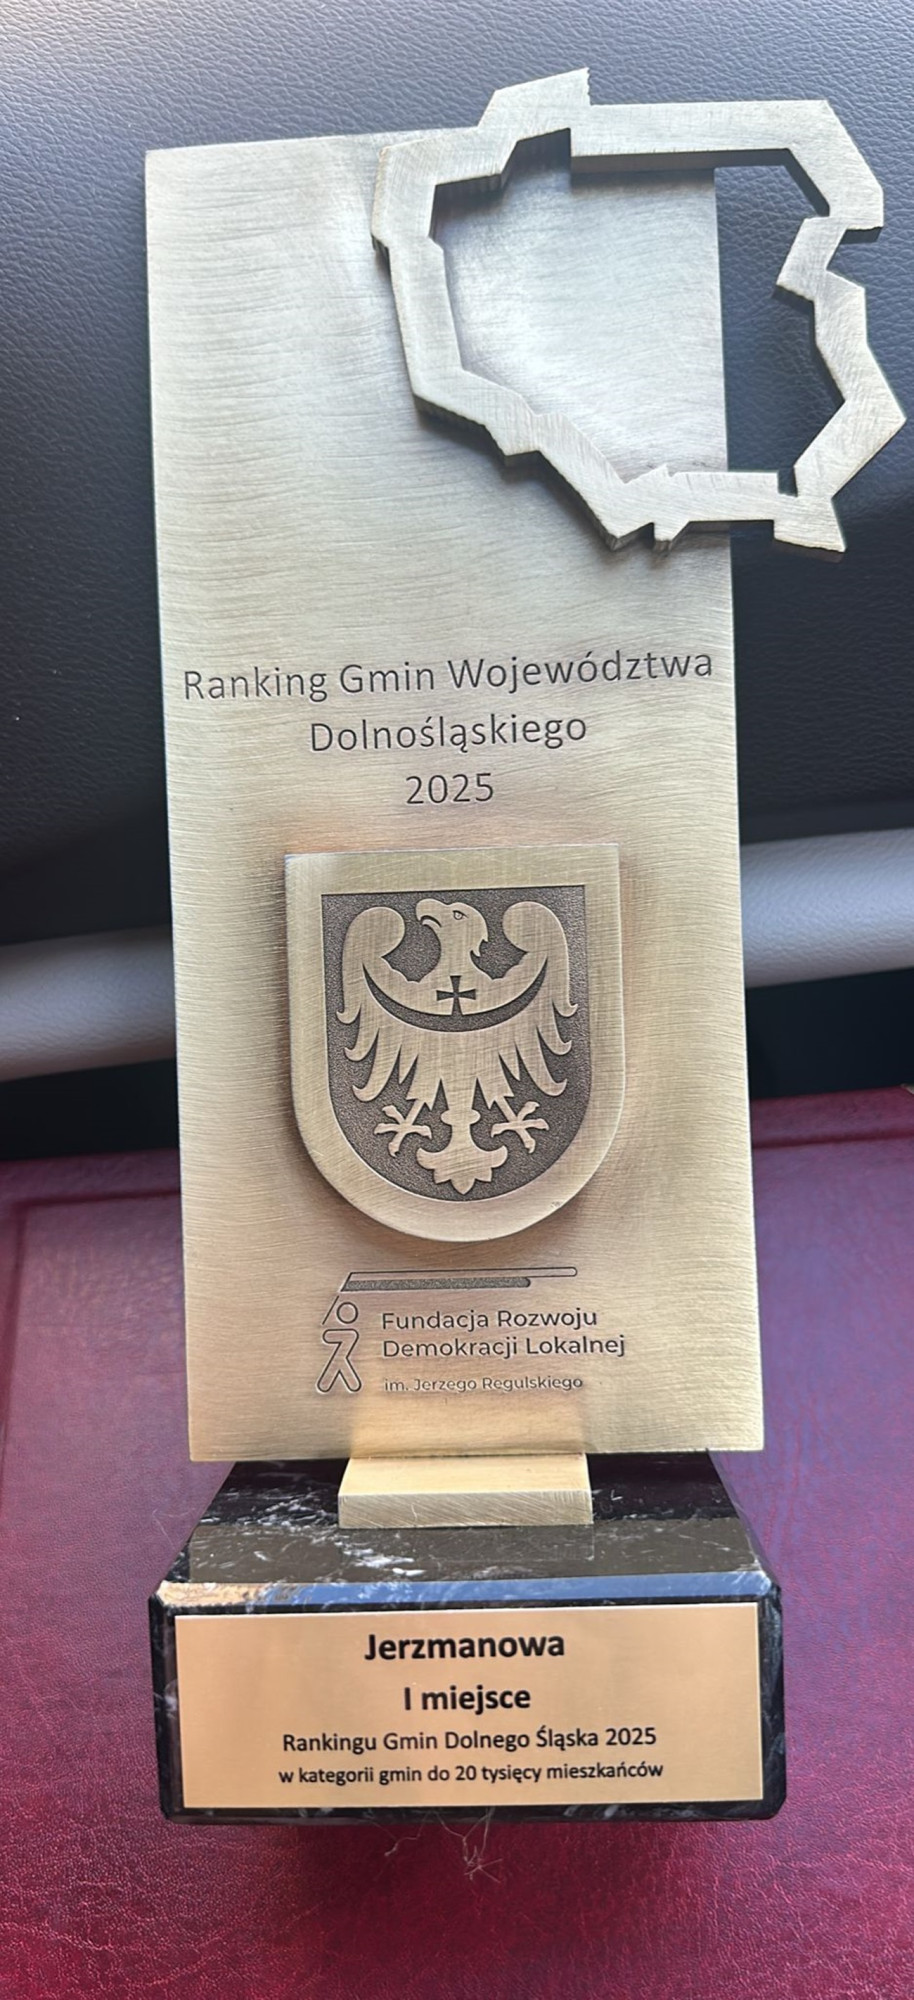 Ranking Gmin Województwa
Dolnośląskiego
2025
Fundacja Rozwoju
Demokracji Lokalnej
im. Jerzego Regulskiego
Jerzmanowa
I miejsce
Rankingu Gmin Dolnego Śląska 2025
w kategorii gmin do 20 tysięcy mieszkańców